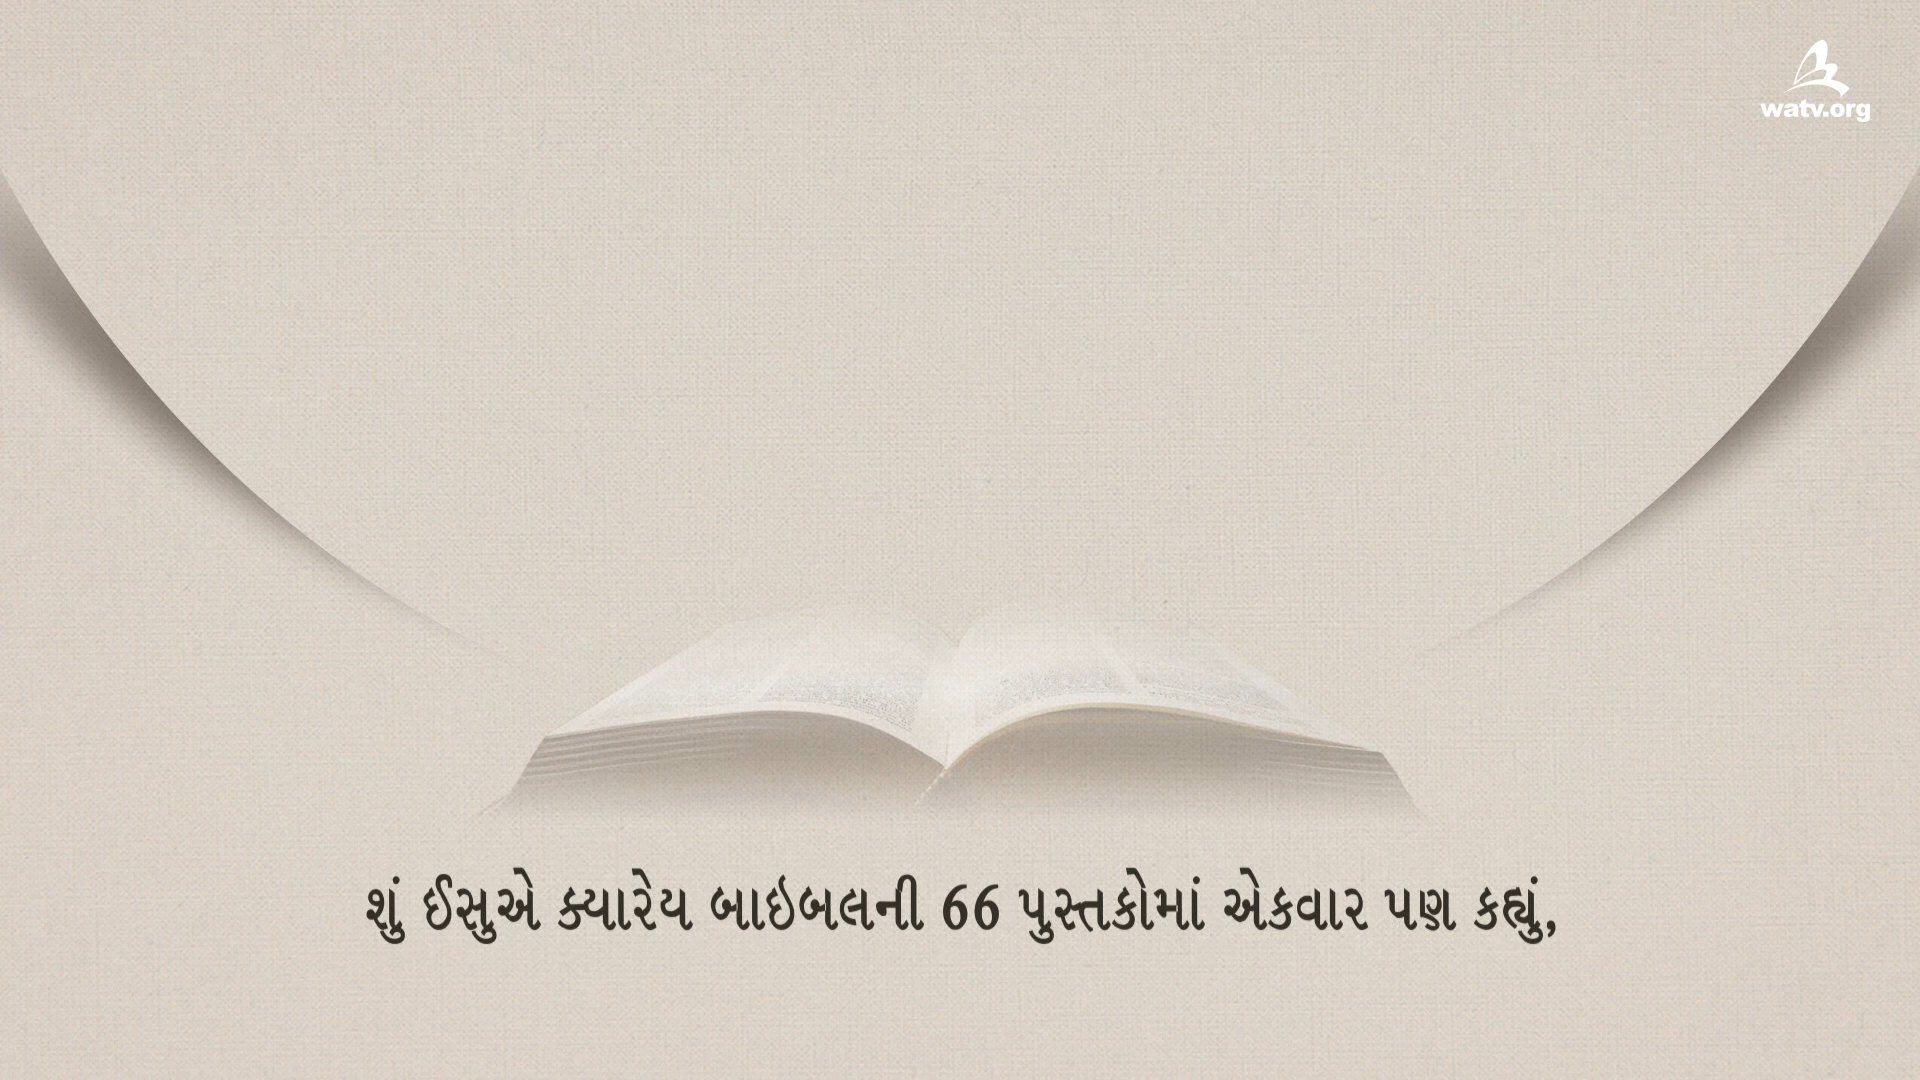 watv.org
શું ઈસુએ ક્યારેય બાઇબલની 66 પુસ્તકોમાં એકવાર પણ કહ્યું,